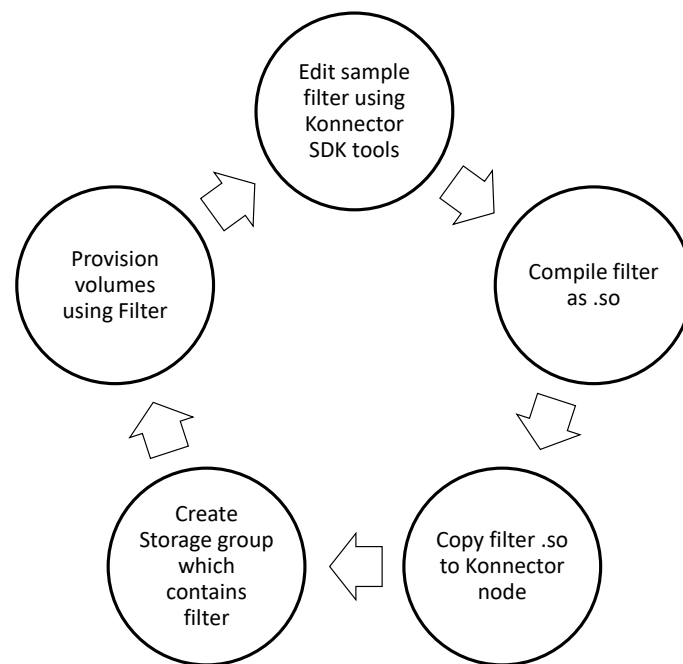 Edit sample
filter using
Konnector
SDK tools
Compile filter
as .so
Copy filter .so
to Konnector
node
Create
Storage group
which
contains
filter
Provision
volumes
using Filter